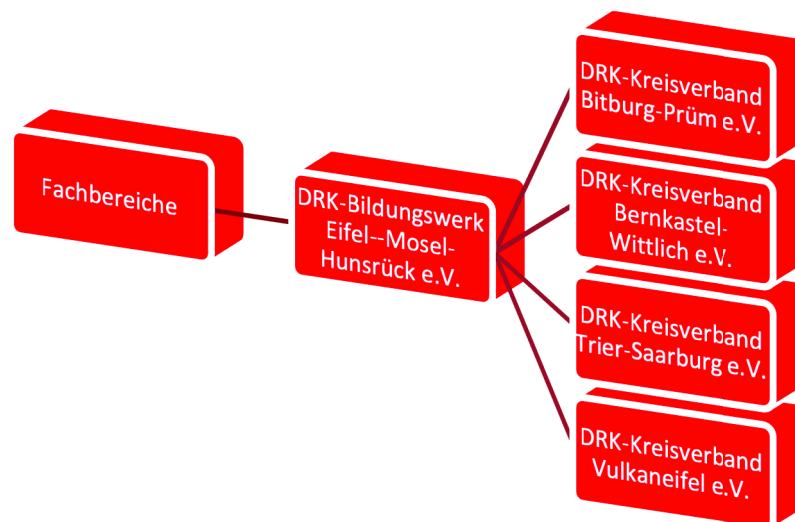 Fachbereiche
DRK-Bildungswerk
Eifel--Mosel-
Hunsrück e.V.
DRK-Kreisverband
Bitburg-Prüm e.V.
DRK-Kreisverband
Bernkastel-
Wittlich e.V.
DRK-Kreisverband
Trier-Saarburg e.V.
DRK-Kreisverband
Vulkaneifel e.V.